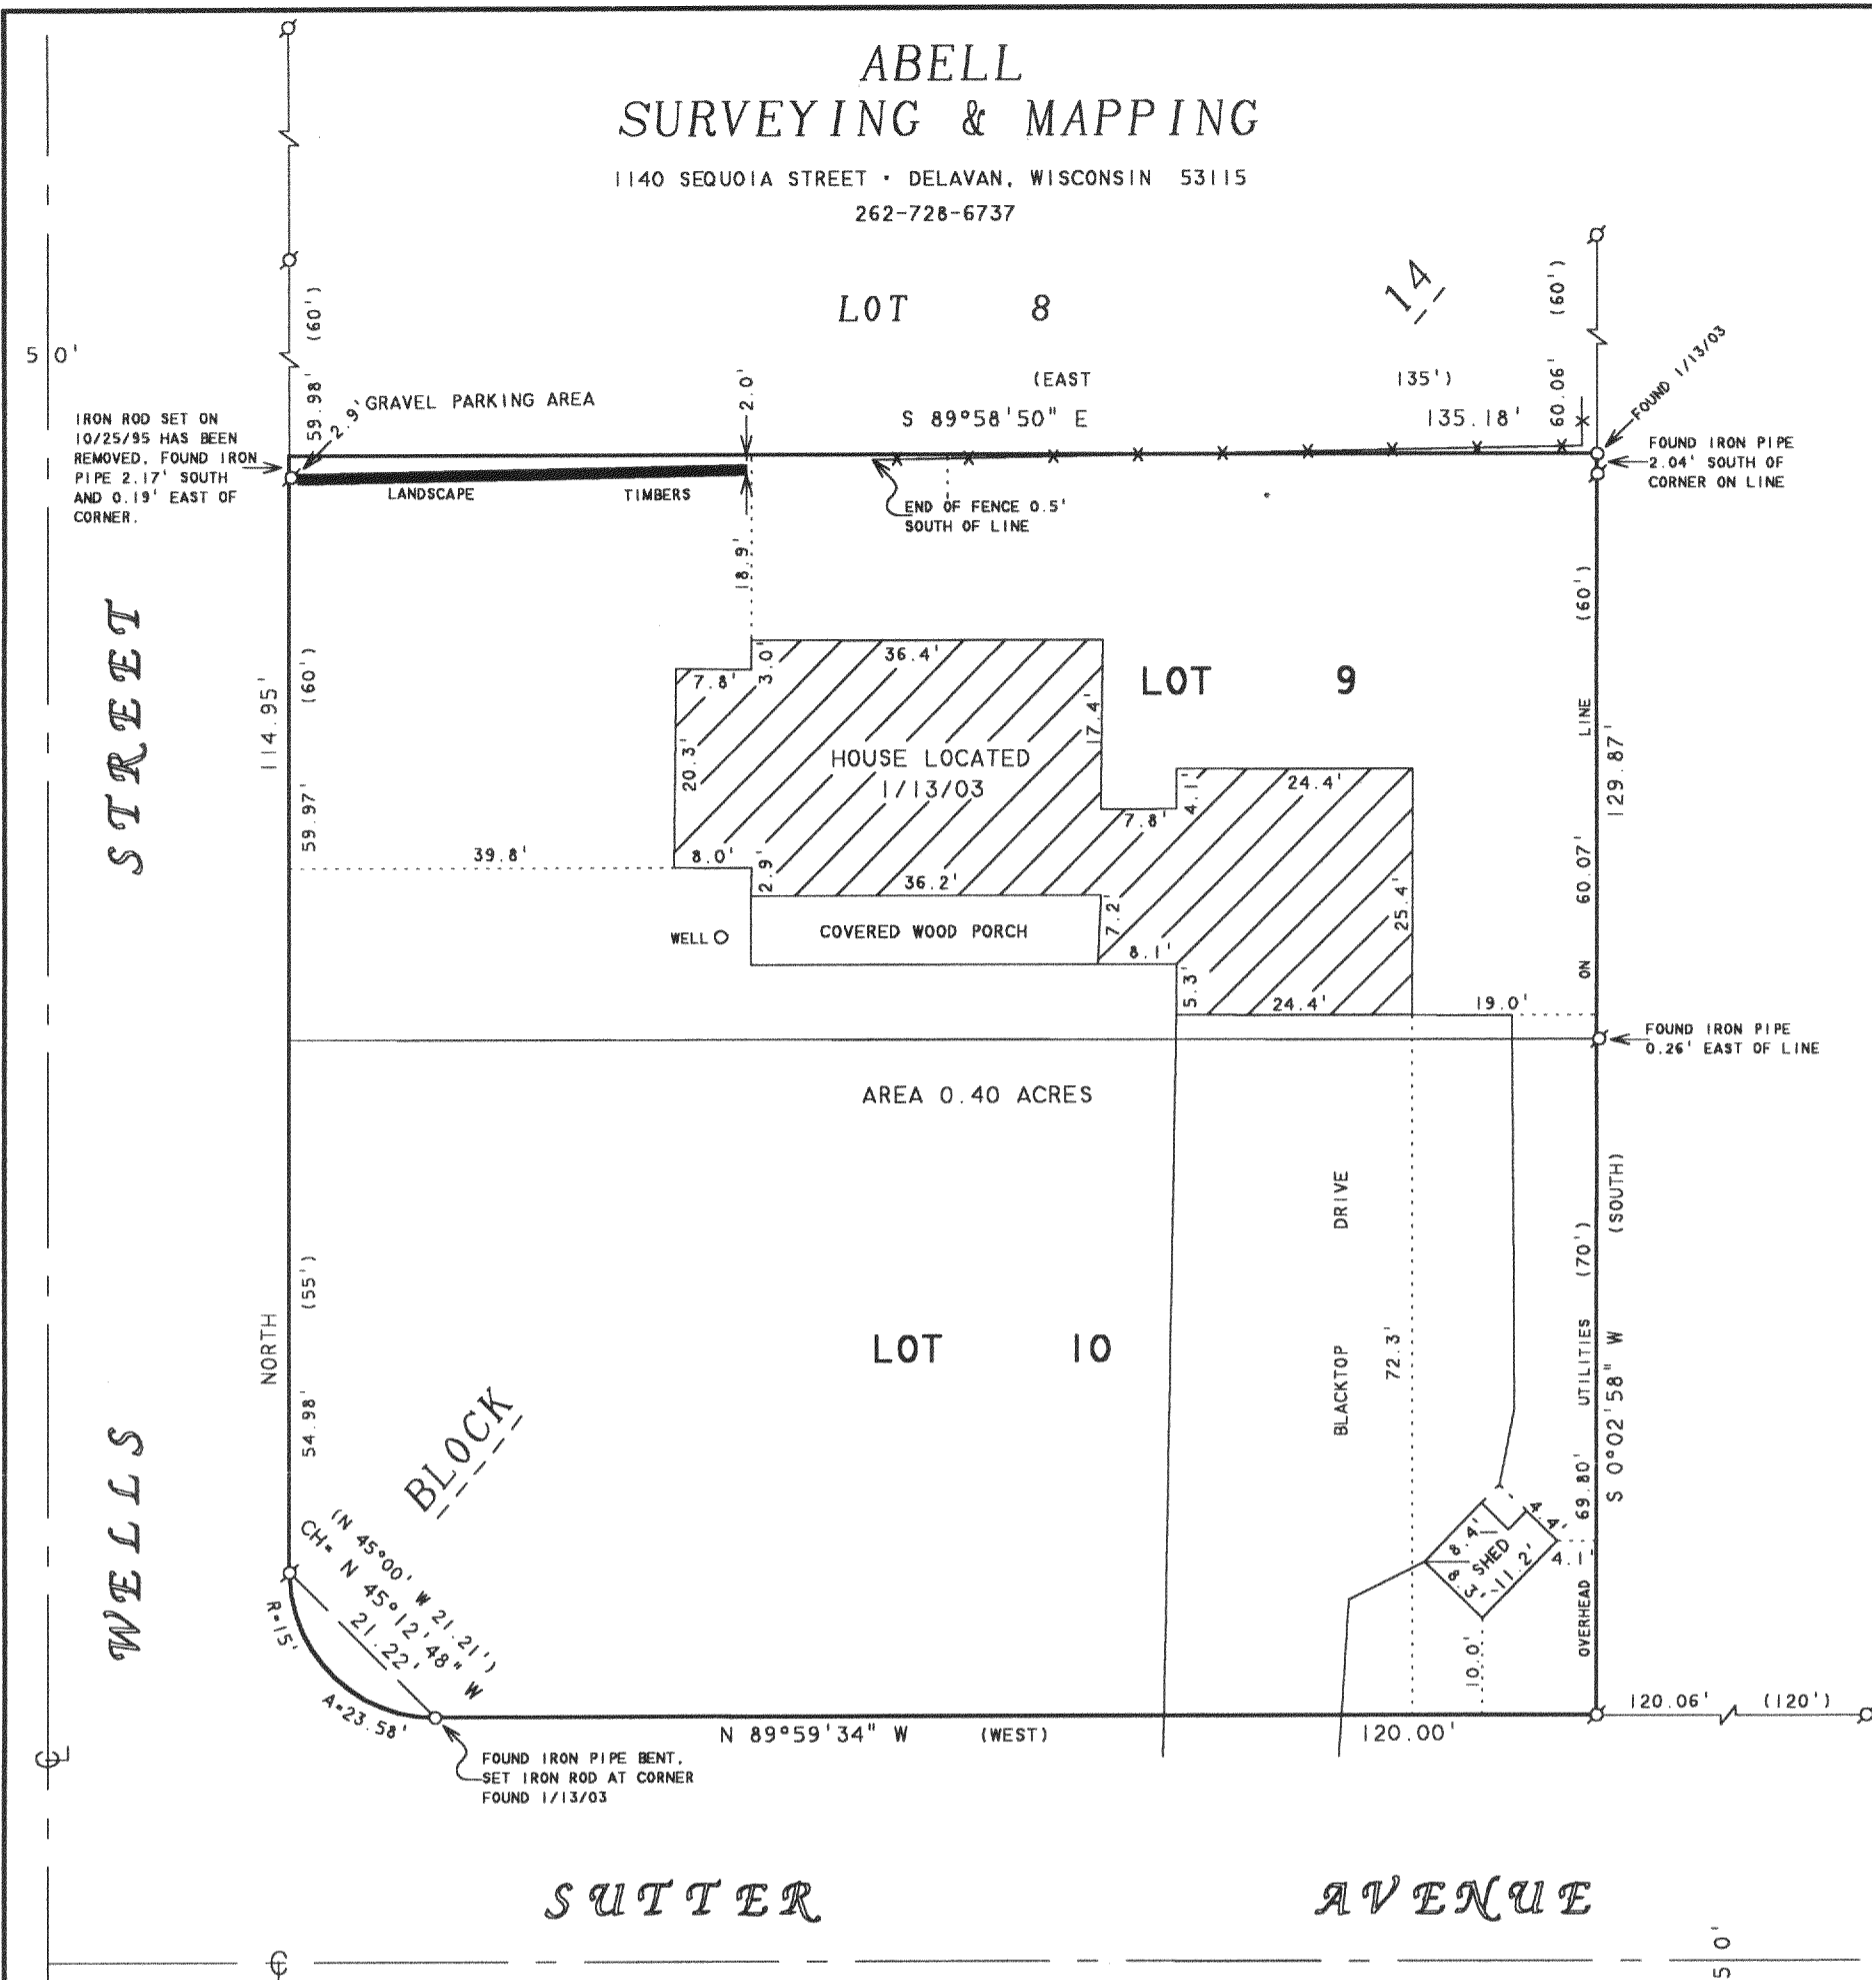 ABELL
SURVEYING & MAPPING
1140 SEQUOIA STREET • DELAVAN, WISCONSIN 53115
262-728-6737
LOT 8
14
(60')
(60')
50'
59.98'
60.06'
2.9'
GRAVEL PARKING AREA
2.0'
(EAST 135')
S 89°58'50" E 135.18'
FOUND 1/13/03
IRON ROD SET ON
10/25/95 HAS BEEN
REMOVED. FOUND IRON
PIPE 2.17' SOUTH
AND 0.19' EAST OF
CORNER.
FOUND IRON PIPE
2.04' SOUTH OF
CORNER ON LINE
LANDSCAPE TIMBERS
END OF FENCE 0.5'
SOUTH OF LINE
18.9'
WELLS STREET
114.95'
NORTH
59.97' (60')
36.4'
3.0'
7.8'
17.4'
20.3'
LOT 9
HOUSE LOCATED
1/13/03
4.1'
24.4'
7.8'
39.8'
8.0'
2.9'
36.2'
7.2'
25.4'
WELL
COVERED WOOD PORCH
8.1'
5.3'
24.4'
19.0'
OVERHEAD UTILITIES ON LINE
60.07' (60')
129.87'
FOUND IRON PIPE
0.26' EAST OF LINE
AREA 0.40 ACRES
LOT 10
BLACKTOP DRIVE
72.3'
69.80' (70')
S 0°02'58" W (SOUTH)
54.98' (55')
BLOCK
(N 45°00' W 21.21')
CH= N 45°12'48" W
21.22'
R=15'
A=23.58'
8.4'
4.4'
SHED
8.3'
11.2'
4.1'
10.0'
N 89°59'34" W (WEST) 120.00'
120.06' (120')
FOUND IRON PIPE BENT.
SET IRON ROD AT CORNER
FOUND 1/13/03
SUTTER AVENUE
50'